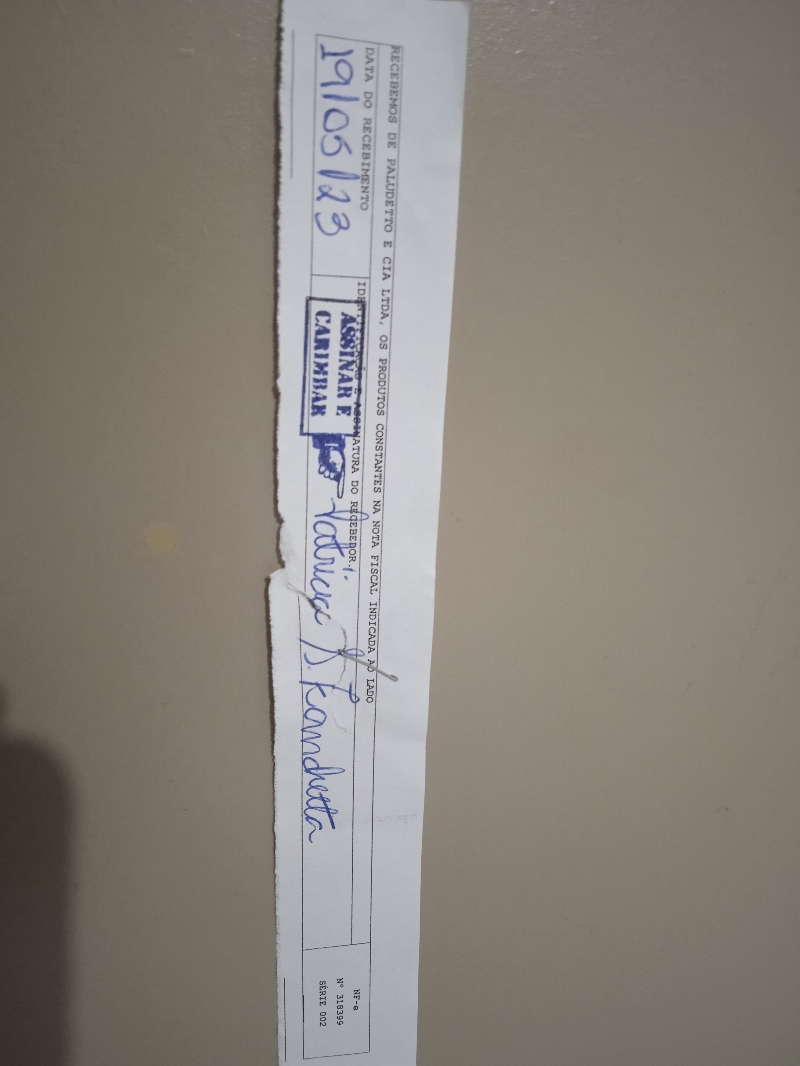 RECEBEMOS DE PALUDETTO E CIA LTDA, OS PRODUTOS CONSTANTES NA NOTA FISCAL INDICADA AO LADO
DATA DO RECEBIMENTO
19/05/23
IDENTIFICAÇÃO E ASSINATURA DO RECEBEDOR
ASSINAR E
CARIMBAR
Patricia S.
NF-e
Nº 318399
SÉRIE 002